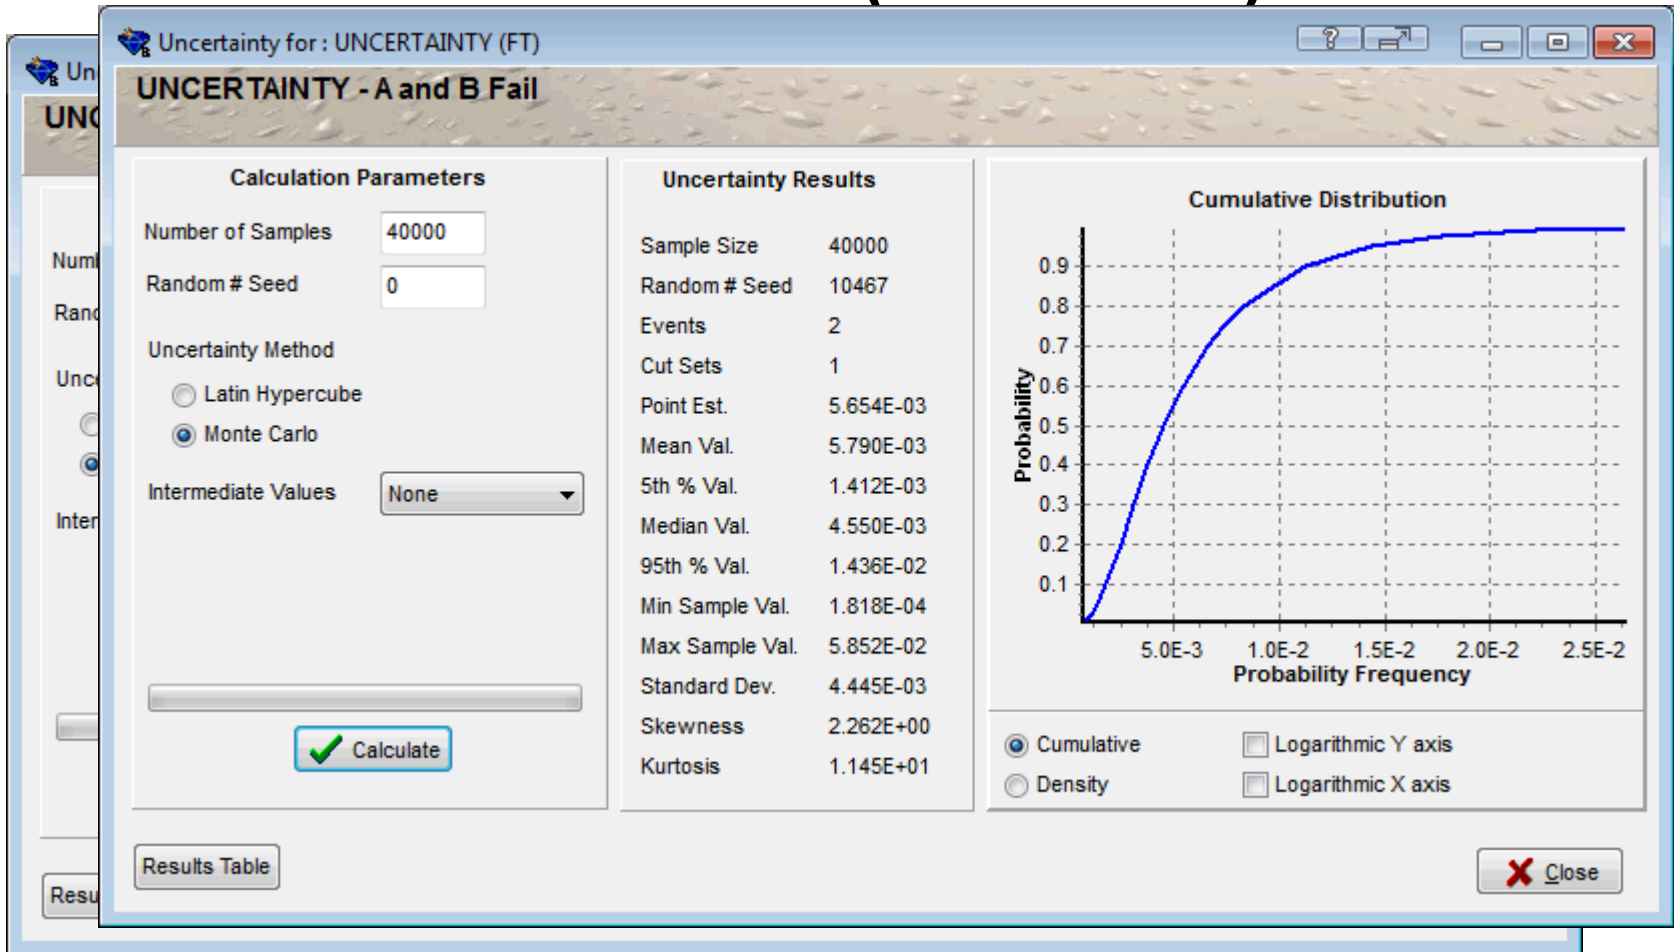 Uncertainty for : UNCERTAINTY (FT)
UNCERTAINTY - A and B Fail
Calculation Parameters
Number of Samples 40000
Random # Seed 0
Uncertainty Method
Latin Hypercube
Monte Carlo
Intermediate Values None
Calculate
Uncertainty Results
Sample Size 40000
Random # Seed 10467
Events 2
Cut Sets 1
Point Est. 5.654E-03
Mean Val. 5.790E-03
5th % Val. 1.412E-03
Median Val. 4.550E-03
95th % Val. 1.436E-02
Min Sample Val. 1.818E-04
Max Sample Val. 5.852E-02
Standard Dev. 4.445E-03
Skewness 2.262E+00
Kurtosis 1.145E+01
Cumulative Distribution
Probability
0.9
0.8
0.7
0.6
0.5
0.4
0.3
0.2
0.1
5.0E-3 1.0E-2 1.5E-2 2.0E-2 2.5E-2
Probability Frequency
Cumulative Logarithmic Y axis
Density Logarithmic X axis
Results Table
Close